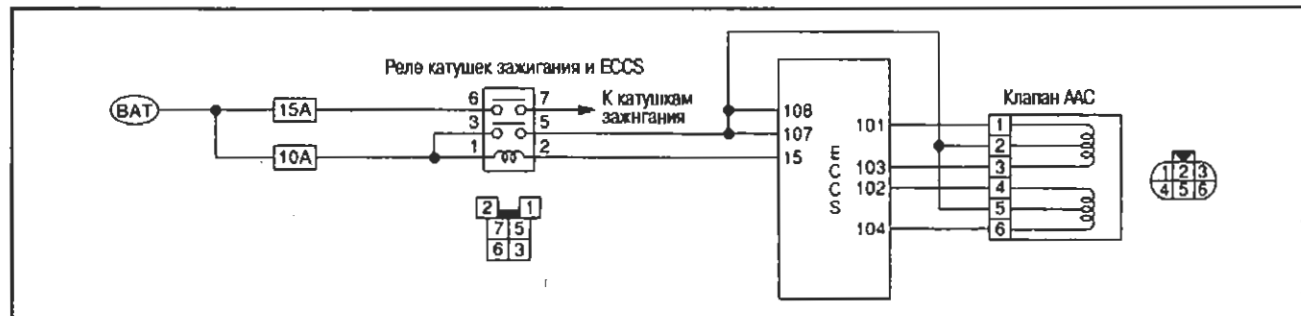 Реле катушек зажигания и ECCS
BAT
15A
6
7
К катушкам
зажигания
3
5
10A
1
2
2 1
7 5
6 3
108
107
15
ECCS
101
103
102
104
Клапан AAC
1
2
3
4
5
6
1 2 3
4 5 6